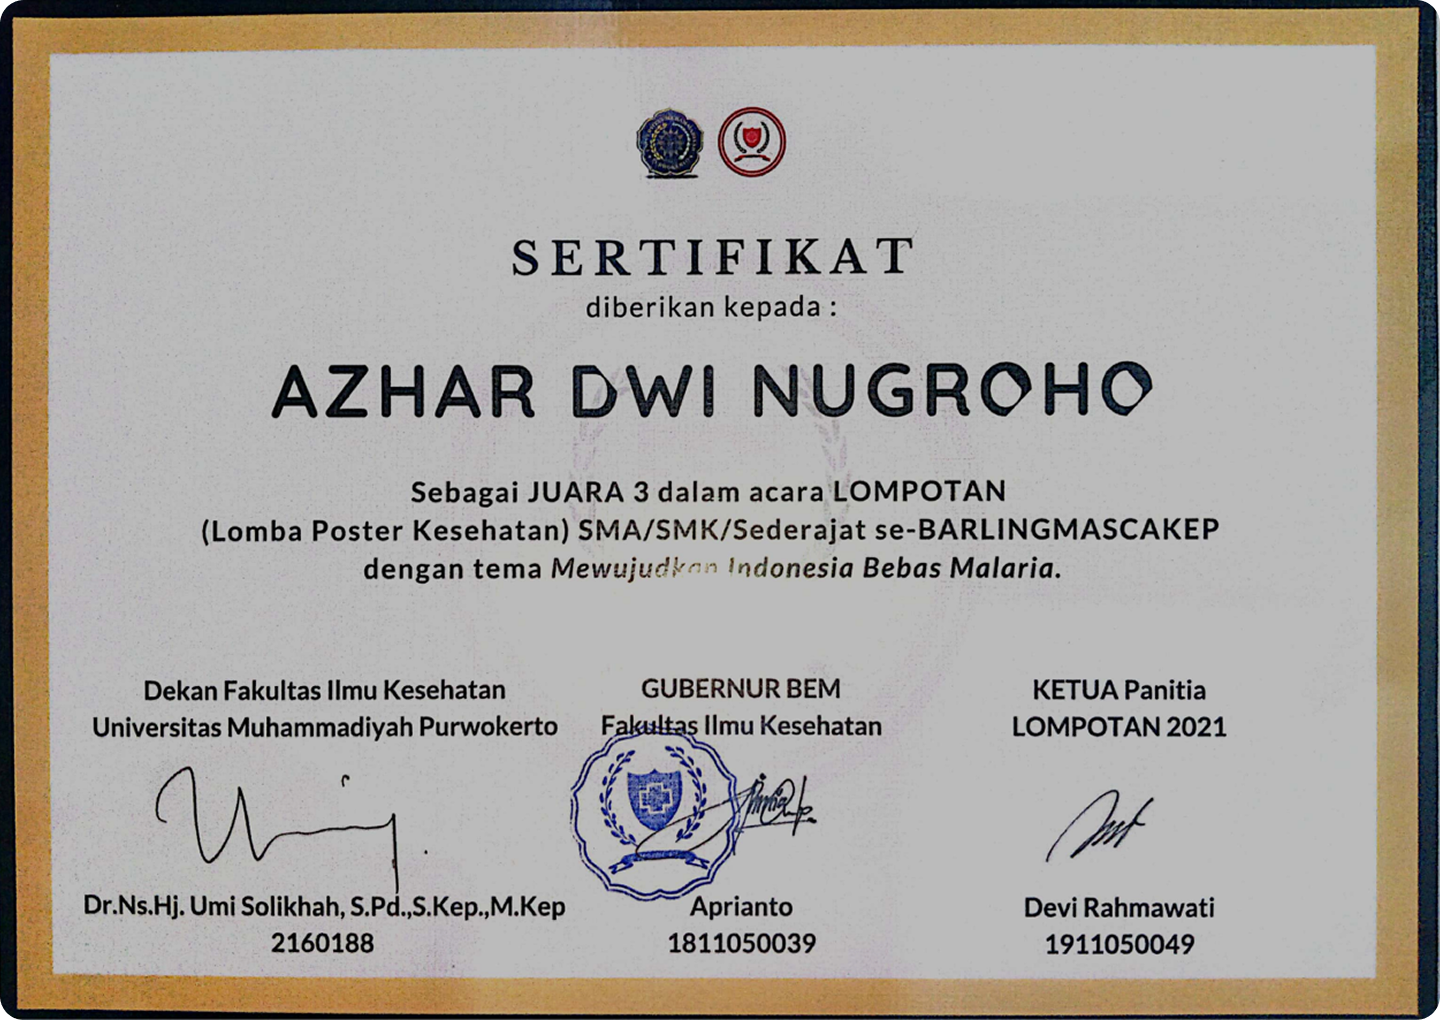 SERTIFIKAT
diberikan kepada :
AZHAR DWI NUGROHO
Sebagai JUARA 3 dalam acara LOMPOTAN
(Lomba Poster Kesehatan) SMA/SMK/Sederajat se-BARLINGMASCAKEP
dengan tema Mewujudkan Indonesia Bebas Malaria.
Dekan Fakultas Ilmu Kesehatan
Universitas Muhammadiyah Purwokerto
GUBERNUR BEM
Fakultas Ilmu Kesehatan
KETUA Panitia
LOMPOTAN 2021
Dr.Ns.Hj. Umi Solikhah, S.Pd.,S.Kep.,M.Kep
2160188
Aprianto
1811050039
Devi Rahmawati
1911050049